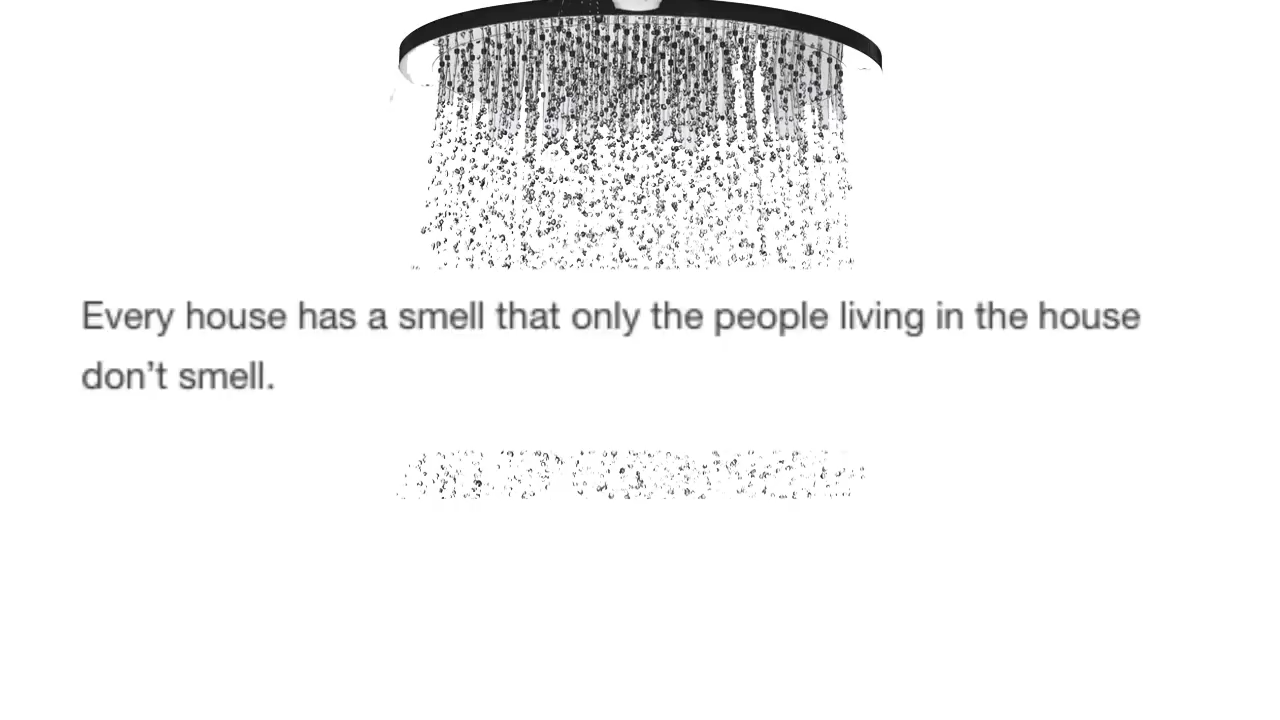 Every house has a smell that only the people living in the house
don’t smell.